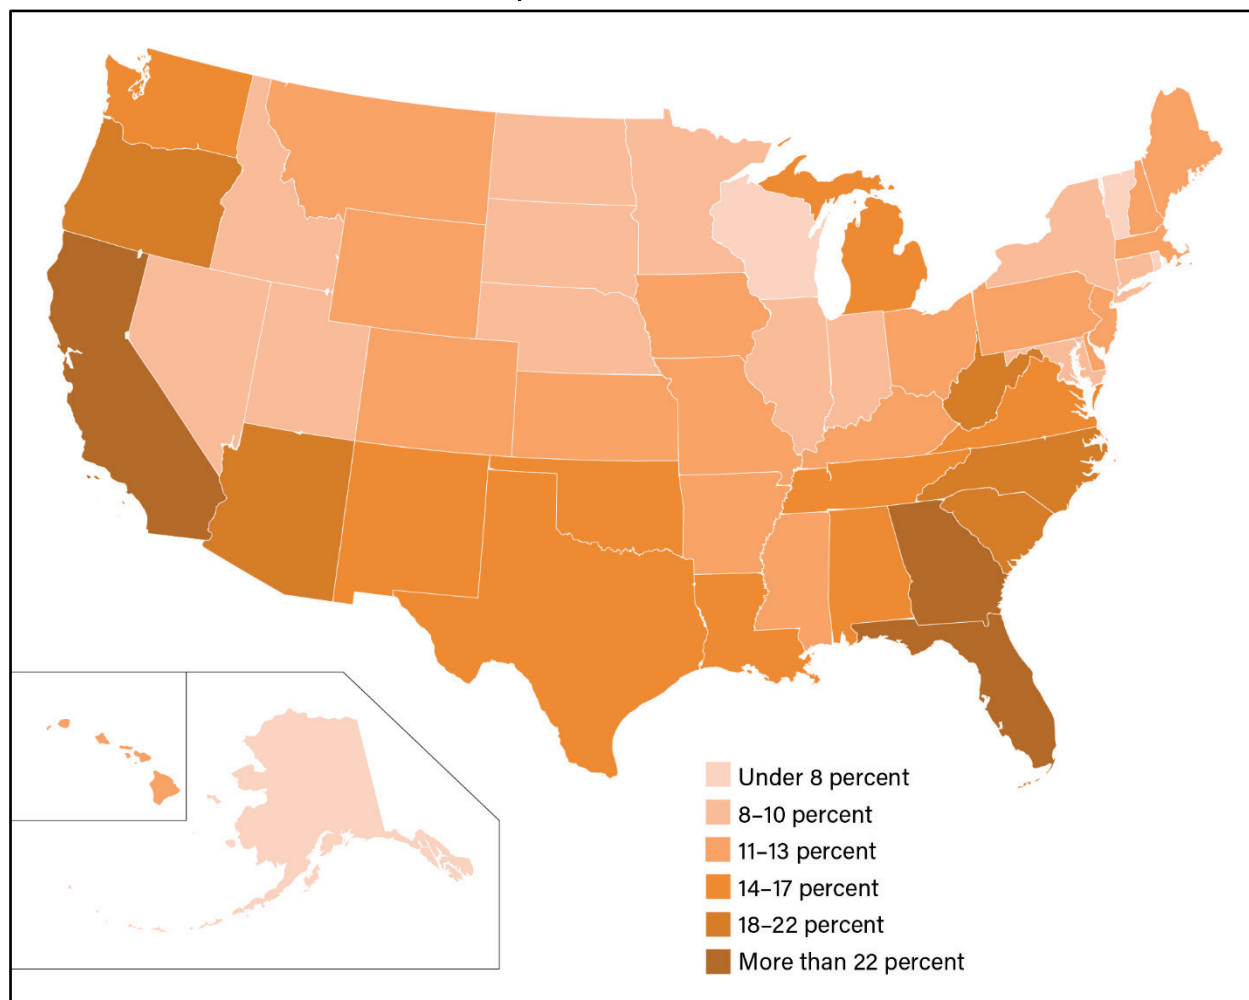 Under 8 percent
8–10 percent
11–13 percent
14–17 percent
18–22 percent
More than 22 percent